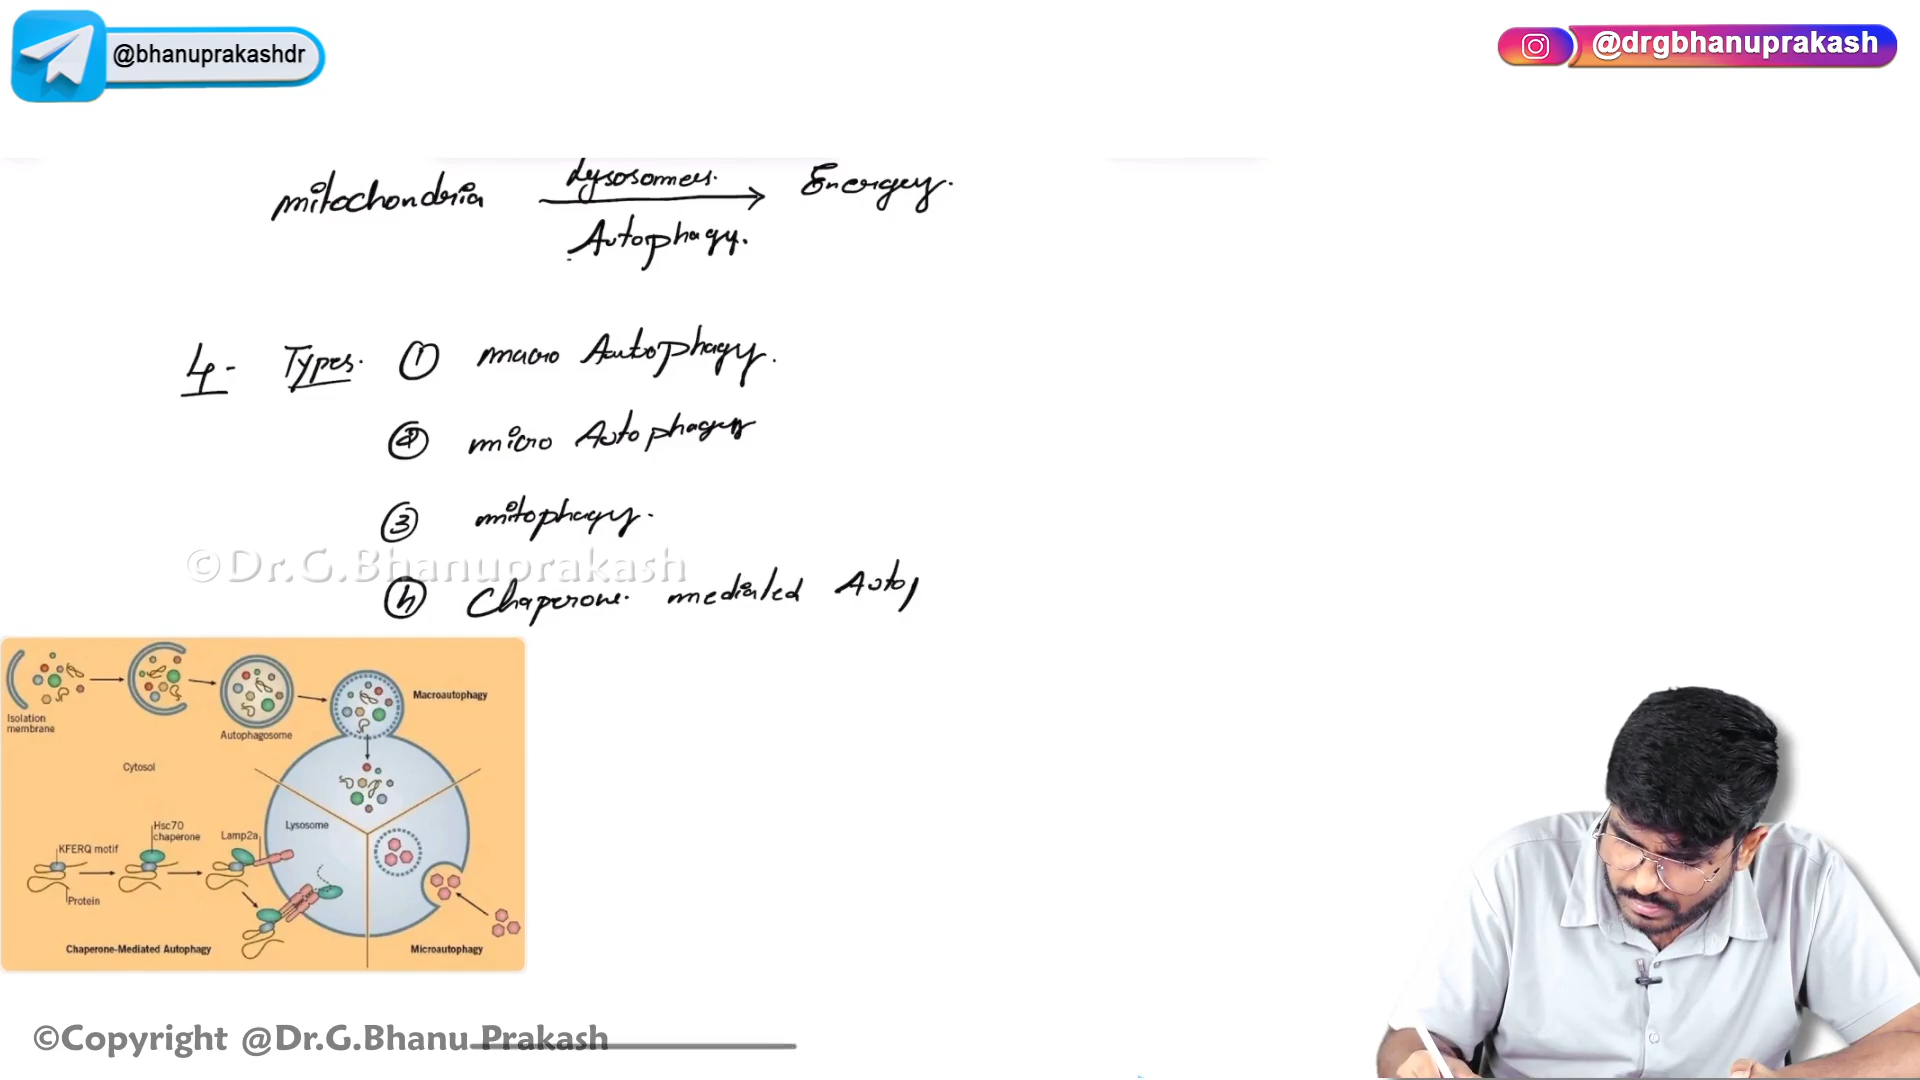 @bhanuprakashdr
@drgbhanuprakash
mitochondria Lysosomes. Energy.
Autophagy.
4- Types. ① macro Autophagy.
② micro Autophagy
③ mitophagy.
©Dr.G.Bhanuprakash
④ Chaperone. mediated Autop
Isolation
membrane
Autophagosome
Macroautophagy
Cytosol
Hsc70
chaperone
Lamp2a
Lysosome
KFERQ motif
Protein
Chaperone-Mediated Autophagy
Microautophagy
©Copyright @Dr.G.Bhanu Prakash